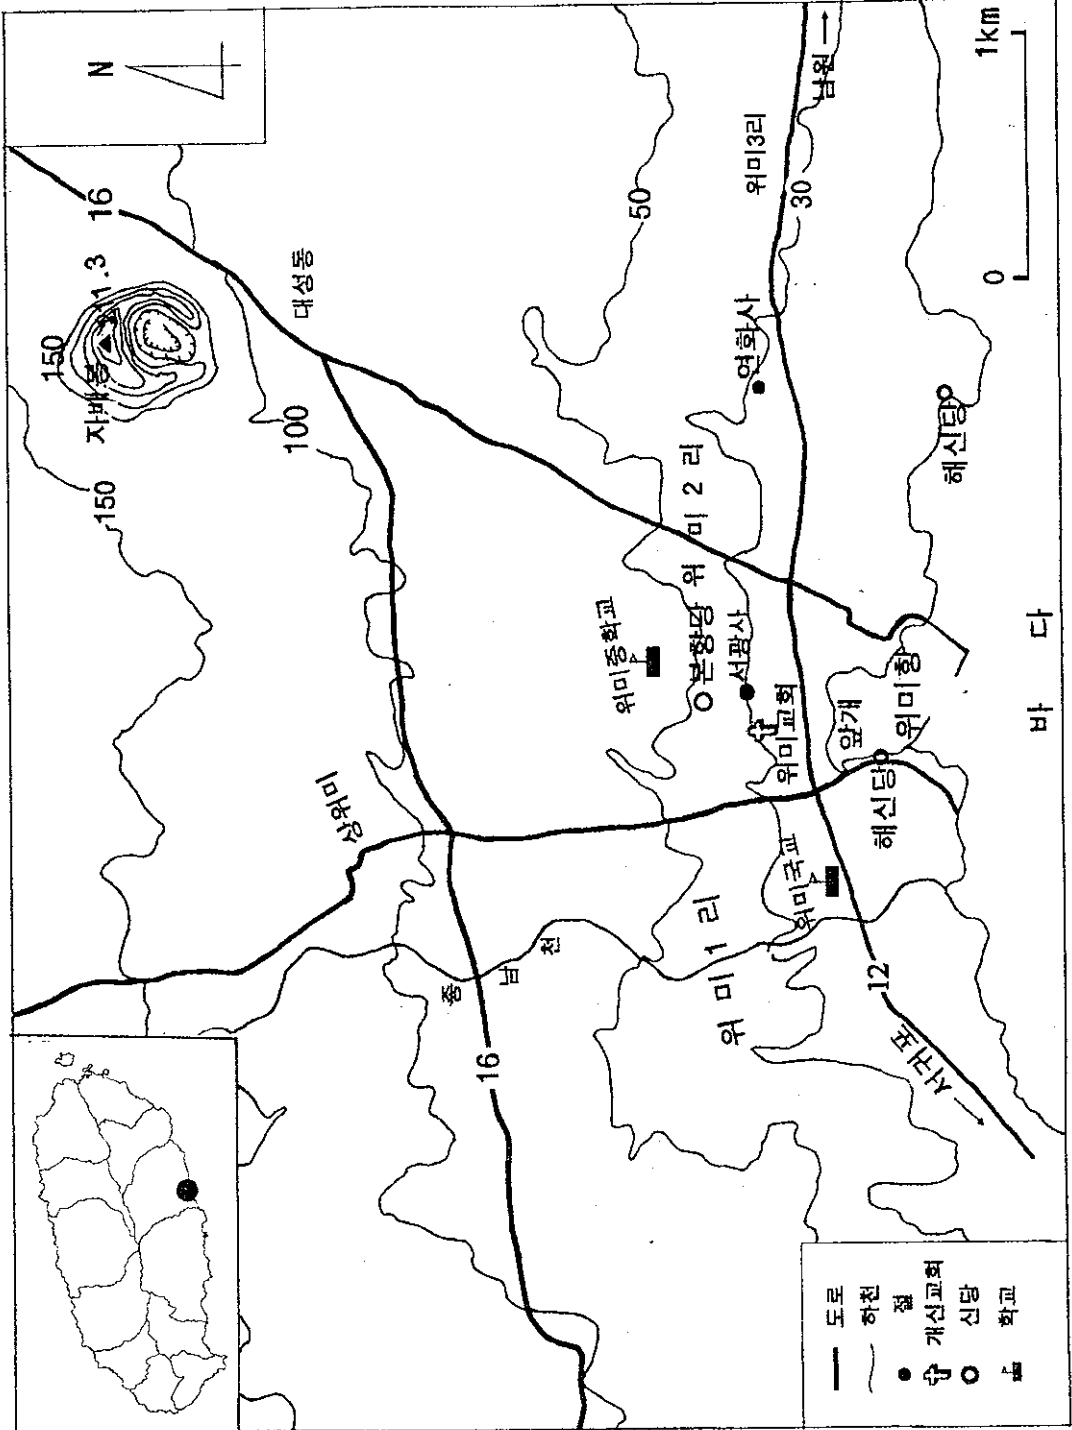 N
16
150
자배봉
대성동
150
100
50
상위미
위미중학교
위미 2 리
위미3리
본향당
서광사
연화사
30
남원 →
위미교회
위미국교
앞개
위미항
해신당
해신당
종남천
위미1리
16
12
서귀포
바 다
0 1km
도로
하천
절
개신교회
신당
학교